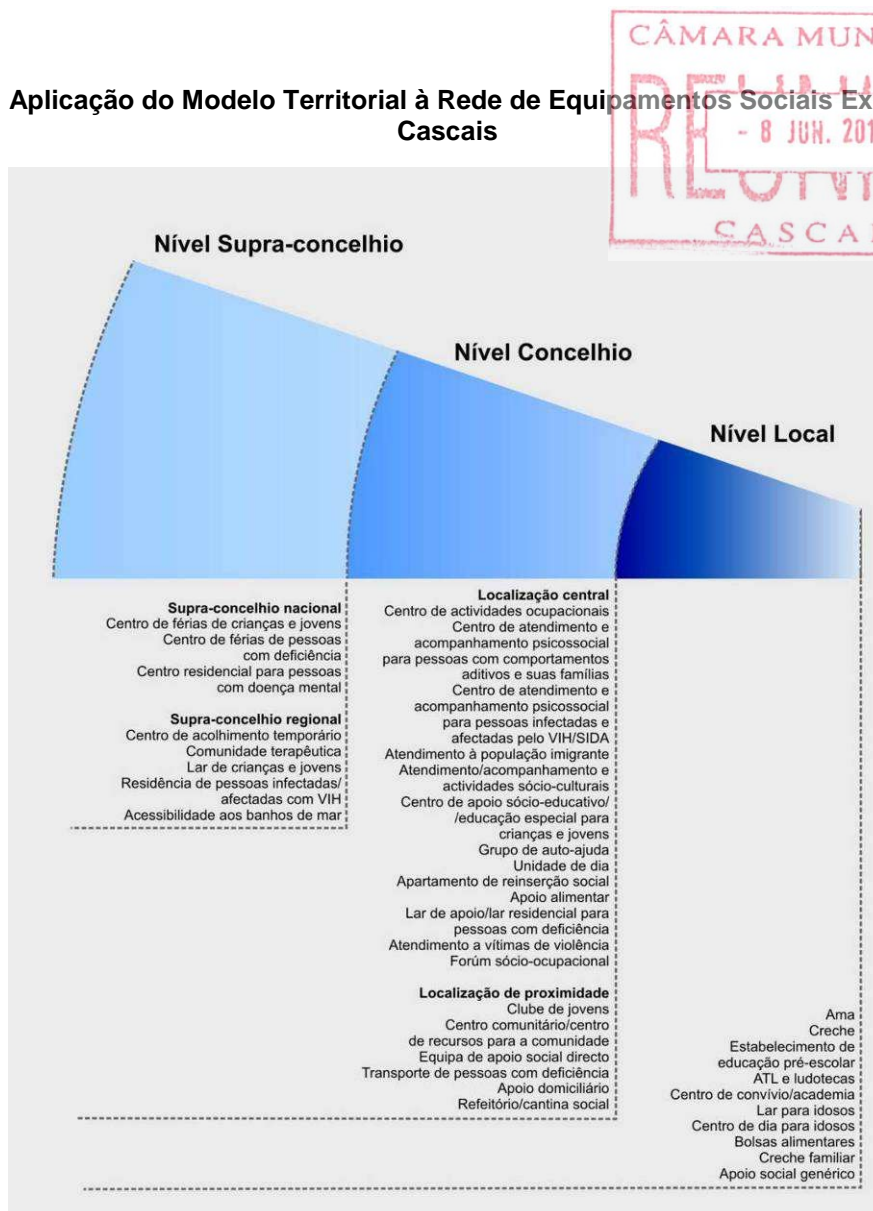 CÂMARA MUN
- 8 JUN. 201
CASCAI
Aplicação do Modelo Territorial à Rede de Equipamentos Sociais Ex
Cascais
Nível Supra-concelhio
Nível Concelhio
Nível Local
Supra-concelhio nacional
Centro de férias de crianças e jovens
Centro de férias de pessoas
com deficiência
Centro residencial para pessoas
com doença mental
Supra-concelhio regional
Centro de acolhimento temporário
Comunidade terapêutica
Lar de crianças e jovens
Residência de pessoas infectadas/
afectadas com VIH
Acessibilidade aos banhos de mar
Localização central
Centro de actividades ocupacionais
Centro de atendimento e
acompanhamento psicossocial
para pessoas com comportamentos
aditivos e suas famílias
Centro de atendimento e
acompanhamento psicossocial
para pessoas infectadas e
afectadas pelo VIH/SIDA
Atendimento à população imigrante
Atendimento/acompanhamento e
actividades sócio-culturais
Centro de apoio sócio-educativo/
/educação especial para
crianças e jovens
Grupo de auto-ajuda
Unidade de dia
Apartamento de reinserção social
Apoio alimentar
Lar de apoio/lar residencial para
pessoas com deficiência
Atendimento a vítimas de violência
Forúm sócio-ocupacional
Localização de proximidade
Clube de jovens
Centro comunitário/centro
de recursos para a comunidade
Equipa de apoio social directo
Transporte de pessoas com deficiência
Apoio domiciliário
Refeitório/cantina social
Ama
Creche
Estabelecimento de
educação pré-escolar
ATL e ludotecas
Centro de convívio/academia
Lar para idosos
Centro de dia para idosos
Bolsas alimentares
Creche familiar
Apoio social genérico